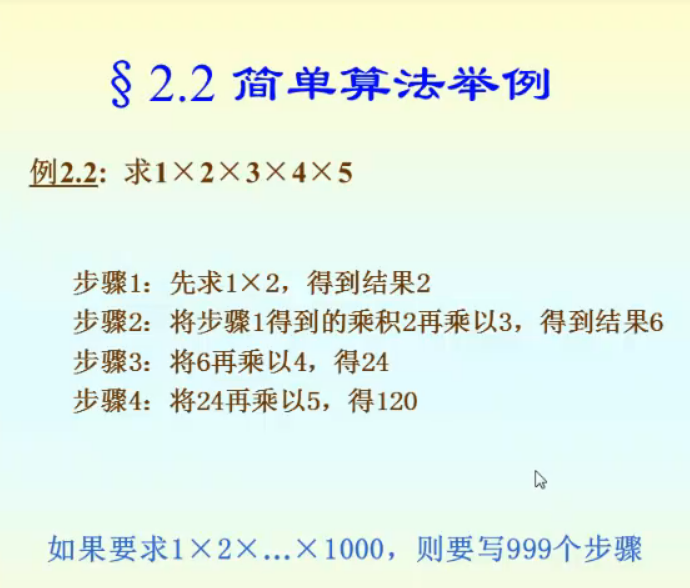 §2.2 简单算法举例
例2.2: 求1×2×3×4×5
步骤1：先求1×2，得到结果2
步骤2：将步骤1得到的乘积2再乘以3，得到结果6
步骤3：将6再乘以4，得24
步骤4：将24再乘以5，得120
如果要求1×2×...×1000，则要写999个步骤